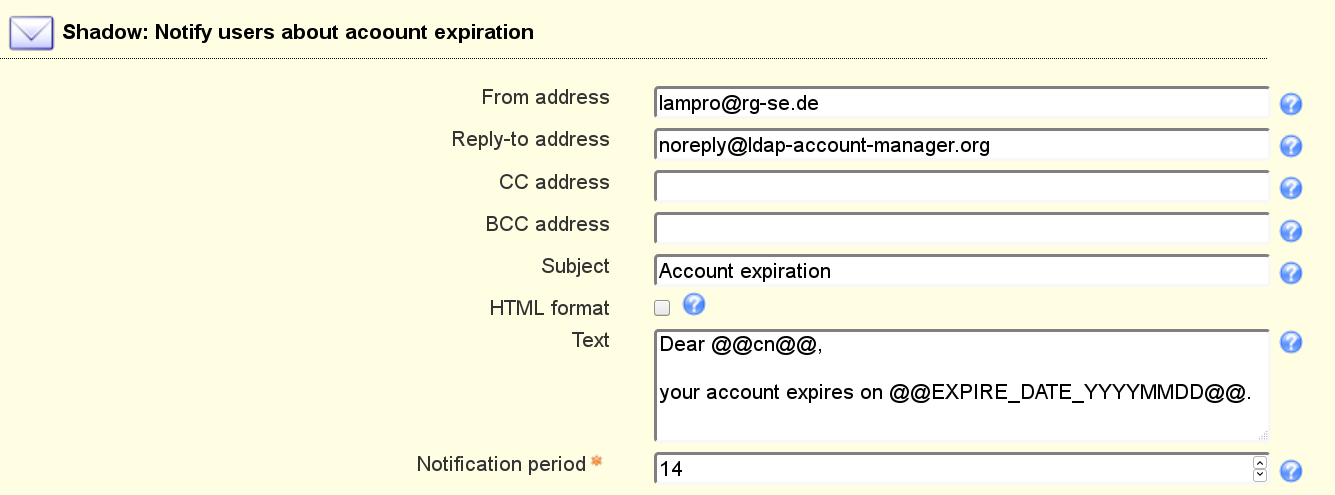 Shadow: Notify users about acoount expiration
From address
lampro@rg-se.de
Reply-to address
noreply@ldap-account-manager.org
CC address
BCC address
Subject
Account expiration
HTML format
Text
Dear @@cn@@,
your account expires on @@EXPIRE_DATE_YYYYMMDD@@.
Notification period
14